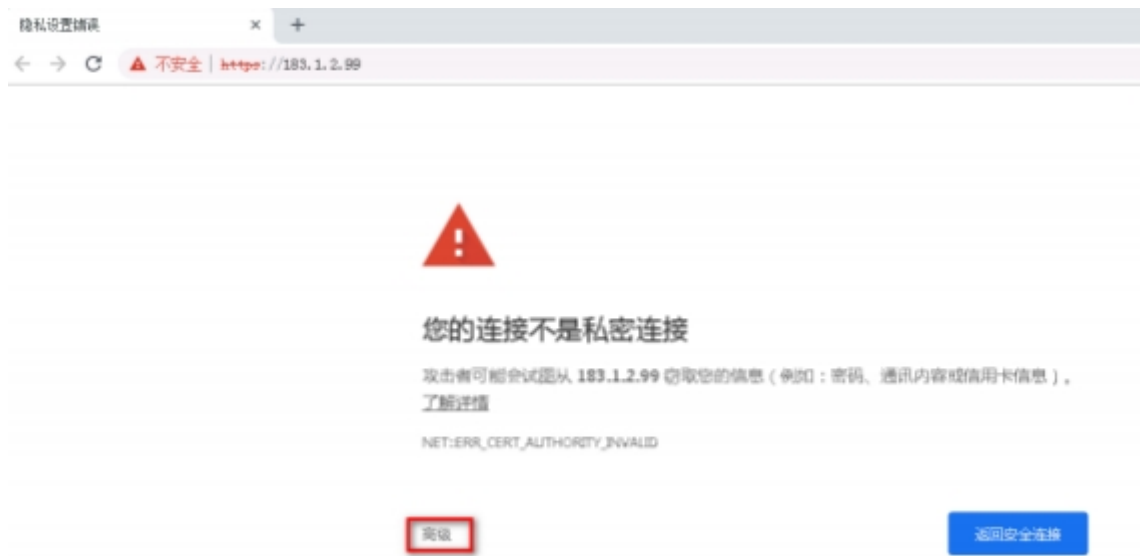 隐私设置错误 × +
不安全 | https://183.1.2.99
您的连接不是私密连接
攻击者可能会试图从 183.1.2.99 窃取您的信息（例如：密码、通讯内容或信用卡信息）。
了解详情
NET::ERR_CERT_AUTHORITY_INVALID
高级
返回安全连接